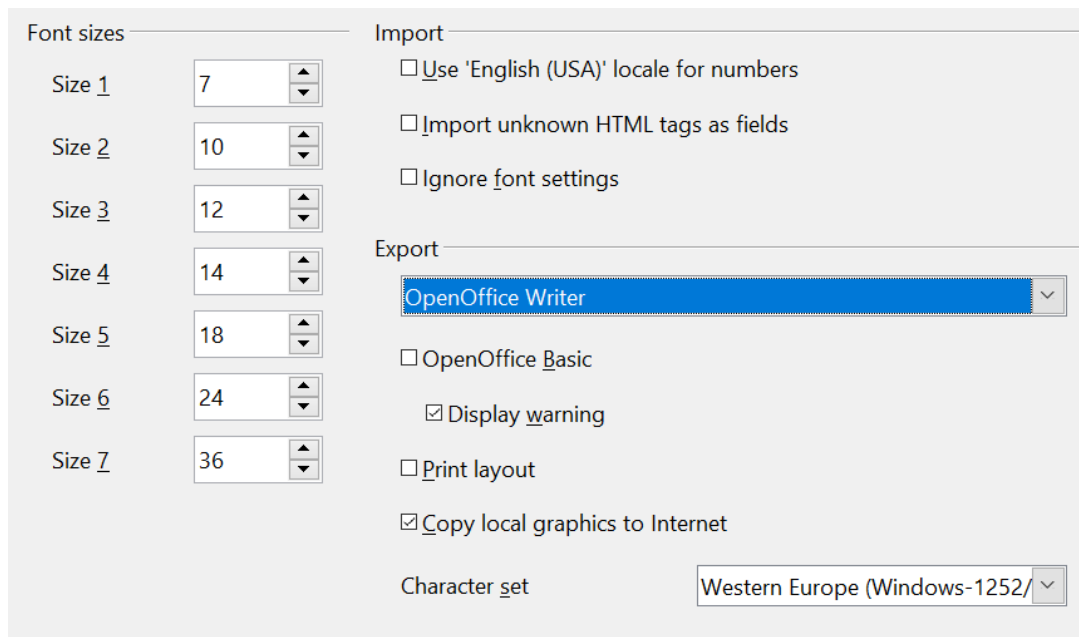 Font sizes
Size 1 7
Size 2 10
Size 3 12
Size 4 14
Size 5 18
Size 6 24
Size 7 36
Import
Use 'English (USA)' locale for numbers
Import unknown HTML tags as fields
Ignore font settings
Export
OpenOffice Writer
OpenOffice Basic
Display warning
Print layout
Copy local graphics to Internet
Character set Western Europe (Windows-1252/